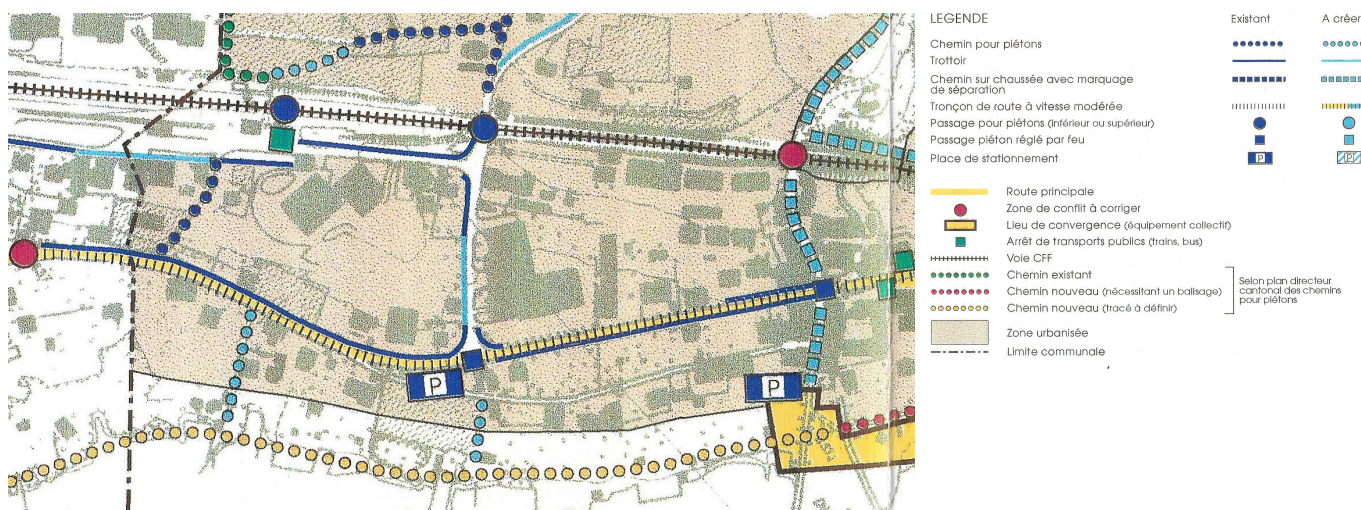 P
P
LEGENDE
Existant
A créer
Chemin pour piétons
Trottoir
Chemin sur chaussée avec marquage
de séparation
Tronçon de route à vitesse modérée
Passage pour piétons (inférieur ou supérieur)
Passage piéton réglé par feu
Place de stationnement
P
P
Route principale
Zone de conflit à corriger
Lieu de convergence (équipement collectif)
Arrêt de transports publics (trains, bus)
Voie CFF
Chemin existant
Chemin nouveau (nécessitant un balisage)
Chemin nouveau (tracé à définir)
Selon plan directeur
cantonal des chemins
pour piétons
Zone urbanisée
Limite communale